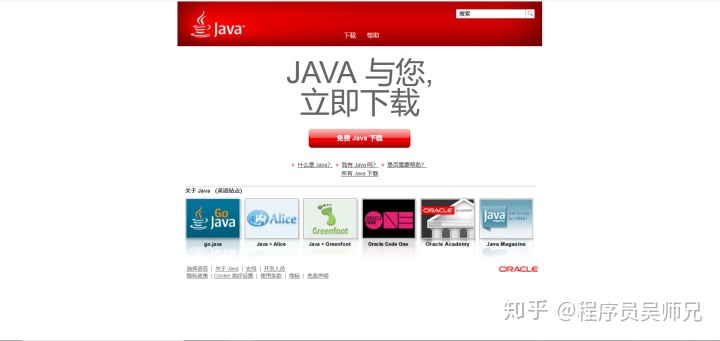 Java™
搜索
下载 帮助
JAVA 与您,
立即下载
免费 Java 下载
什么是 Java? 我有 Java 吗? 是否需要帮助?
所有 Java 下载
关于 Java (英语站点)
Go Java
Alice
Greenfoot
ORACLE CODE ONE
ORACLE ACADEMY
Java
go.java Java + Alice Java + Greenfoot Oracle Code One Oracle Academy Java Magazine
选择语言 | 关于 Java | 支持 | 开发人员
隐私政策 | Cookie 喜好设置 | 使用条款 | 商标 | 免责声明
ORACLE
知乎 @程序员吴师兄